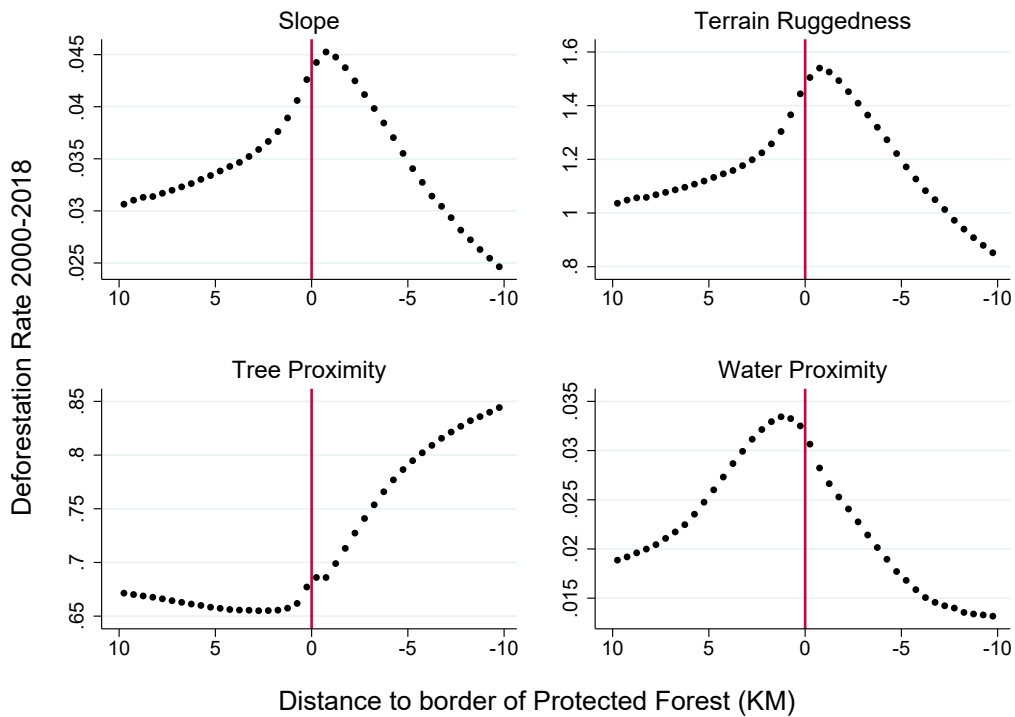 Deforestation Rate 2000-2018
Slope
.045
.04
.035
.03
.025
10 5 0 -5 -10
Terrain Ruggedness
1.6
1.4
1.2
1
.8
10 5 0 -5 -10
Tree Proximity
.85
.8
.75
.7
.65
10 5 0 -5 -10
Water Proximity
.035
.03
.025
.02
.015
10 5 0 -5 -10
Distance to border of Protected Forest (KM)